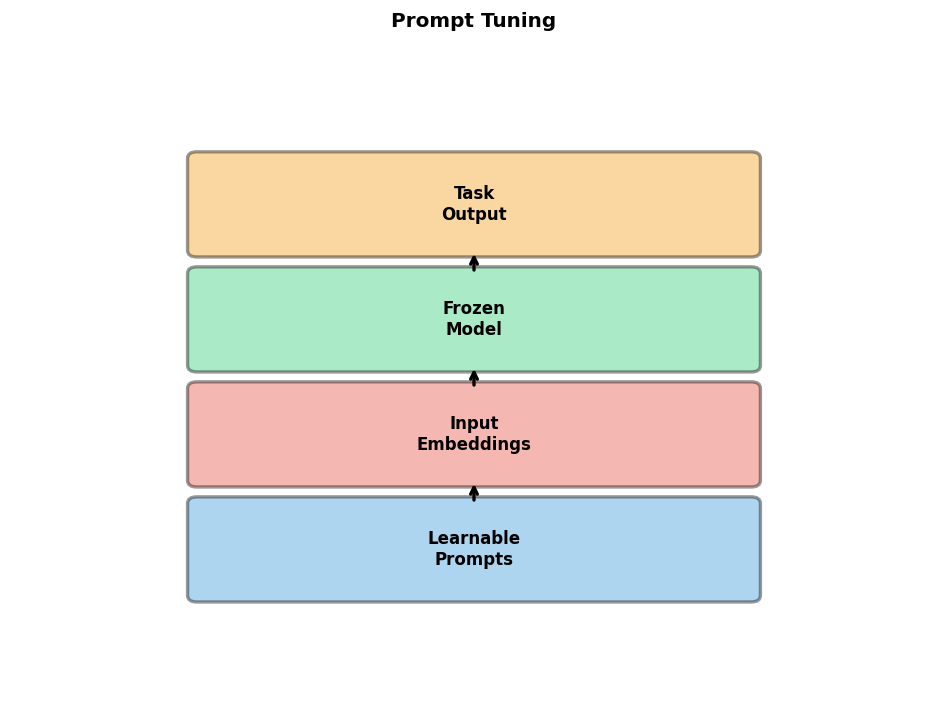 Prompt Tuning
Task
Output
Frozen
Model
Input
Embeddings
Learnable
Prompts